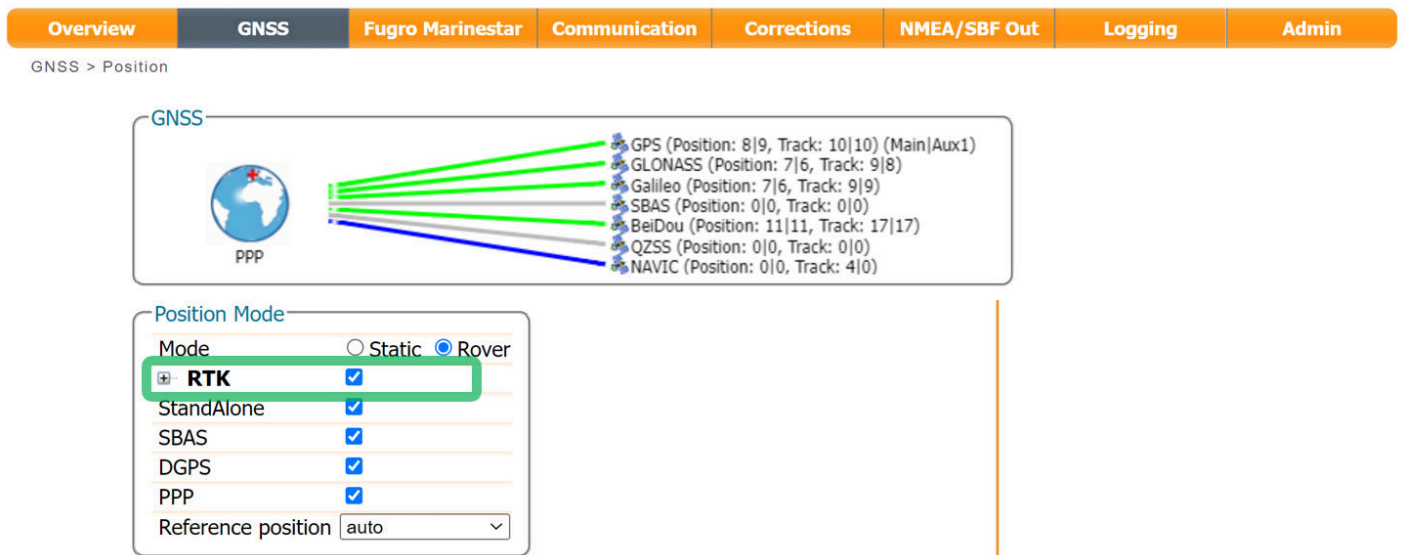 Overview GNSS Fugro Marinestar Communication Corrections NMEA/SBF Out Logging Admin
GNSS > Position
GNSS
GPS (Position: 8|9, Track: 10|10) (Main|Aux1)
GLONASS (Position: 7|6, Track: 9|8)
Galileo (Position: 7|6, Track: 9|9)
SBAS (Position: 0|0, Track: 0|0)
BeiDou (Position: 11|11, Track: 17|17)
QZSS (Position: 0|0, Track: 0|0)
NAVIC (Position: 0|0, Track: 4|0)
PPP
Position Mode
Mode Static Rover
RTK
StandAlone
SBAS
DGPS
PPP
Reference position auto